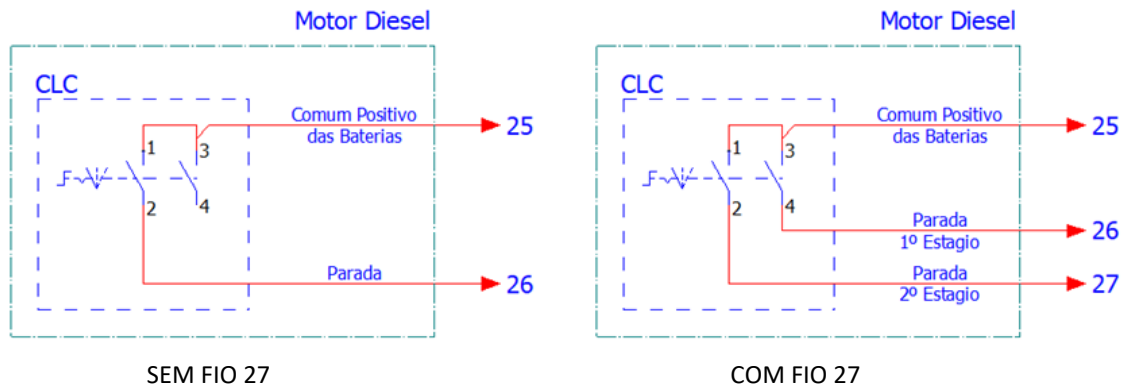 Motor Diesel
CLC
Comum Positivo
das Baterias
25
1
3
2
4
Parada
26
SEM FIO 27
Motor Diesel
CLC
Comum Positivo
das Baterias
25
1
3
2
4
Parada
1º Estagio
26
Parada
2º Estagio
27
COM FIO 27